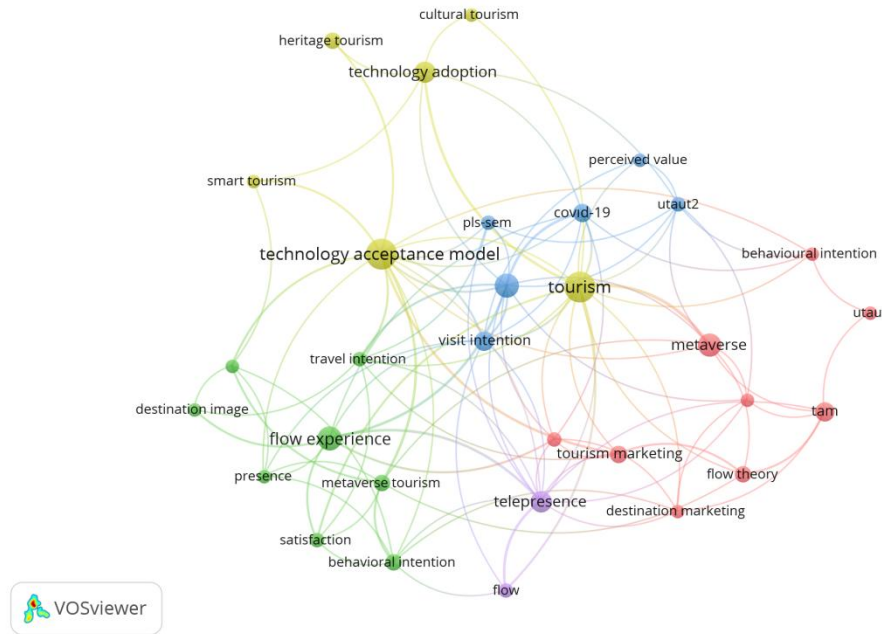 cultural tourism
heritage tourism
technology adoption
perceived value
smart tourism
utaut2
covid-19
pls-sem
technology acceptance model
behavioural intention
tourism
utau
visit intention
metaverse
travel intention
destination image
tam
flow experience
tourism marketing
flow theory
presence
metaverse tourism
telepresence
destination marketing
satisfaction
behavioral intention
flow
VOSviewer